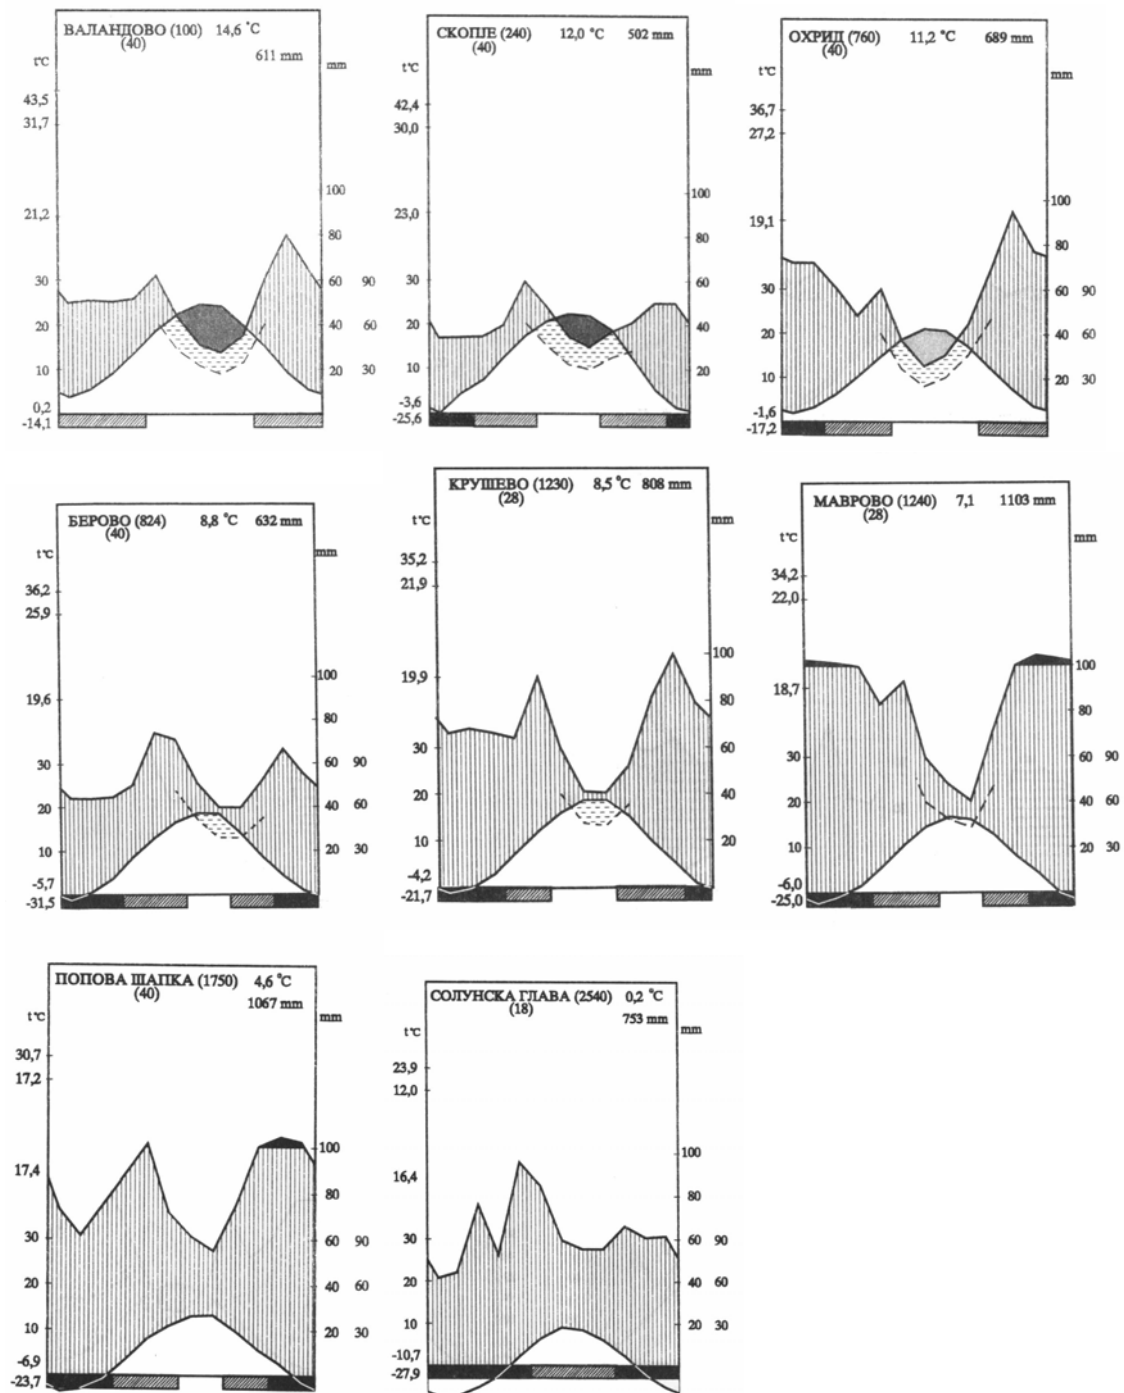 ВАЛАНДОВО (100) 14,6 °C
(40)
611 mm
t°C
mm
43,5
31,7
100
21,2
80
30 60 90
20 40 60
10 20 30
0,2
-14,1
СКОПЈЕ (240) 12,0 °C 502 mm
(40)
t°C
mm
42,4
30,0
100
23,0
80
30 60
20 40
10 20
-3,6
-25,6
ОХРИД (760) 11,2 °C 689 mm
(40)
t°C
mm
36,7
27,2
100
19,1
80
30 60 90
20 40 60
10 20 30
-1,6
-17,2
БЕРОВО (824) 8,8 °C 632 mm
(40)
t°C
mm
36,2
25,9
100
19,6
80
30 60 90
20 40 60
10 20 30
-5,7
-31,5
КРУШЕВО (1230) 8,5 °C 808 mm
(28)
t°C
mm
35,2
21,9
100
19,9
80
30 60
20 40
10 20
-4,2
-21,7
МАВРОВО (1240) 7,1 1103 mm
(28)
t°C
mm
34,2
22,0
100
18,7
80
30 60 90
20 40 60
10 20 30
-6,0
-25,0
ПОПОВА ШАПКА (1750) 4,6 °C
(40)
1067 mm
t°C
mm
30,7
17,2
100
17,4
80
30 60 90
20 40 60
10 20 30
-6,9
-23,7
СОЛУНСКА ГЛАВА (2540) 0,2 °C
(18)
753 mm
t°C
mm
23,9
12,0
100
16,4
80
30 60 90
20 40 60
10 20 30
-10,7
-27,9